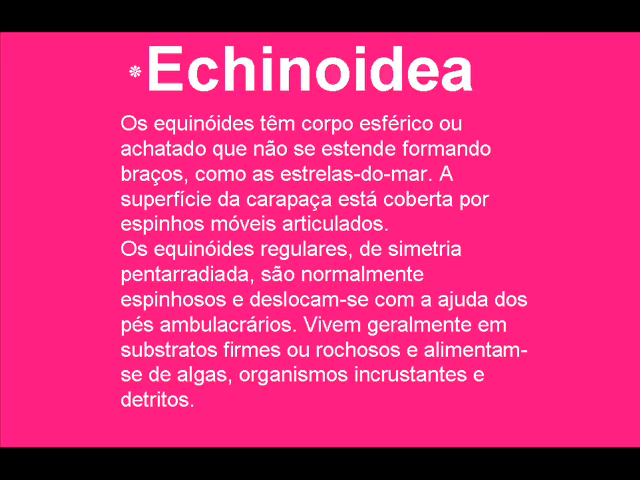 *Echinoidea
Os equinóides têm corpo esférico ou
achatado que não se estende formando
braços, como as estrelas-do-mar. A
superfície da carapaça está coberta por
espinhos móveis articulados.
Os equinóides regulares, de simetria
pentarradiada, são normalmente
espinhosos e deslocam-se com a ajuda dos
pés ambulacrários. Vivem geralmente em
substratos firmes ou rochosos e alimentam-
se de algas, organismos incrustantes e
detritos.